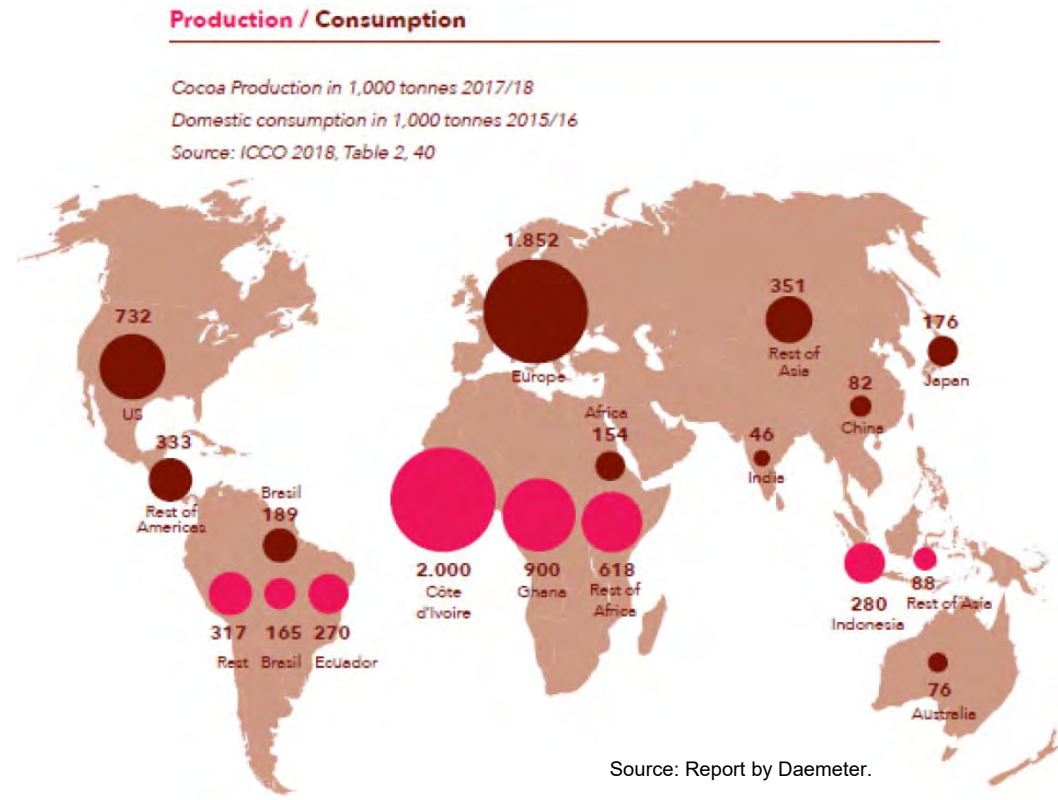 Production / Consumption
Cocoa Production in 1,000 tonnes 2017/18
Domestic consumption in 1,000 tonnes 2015/16
Source: ICCO 2018, Table 2, 40
1.852
Europe
732
US
351
Rest of
Asia
176
Japan
82
China
46
India
Africa
154
333
Rest of
Americas
Brasil
189
2.000
Côte
d'Ivoire
900
Ghana
618
Rest of
Africa
317
Rest
165
Brasil
270
Ecuador
280
Indonesia
88
Rest of Asia
76
Australia
Source: Report by Daemeter.